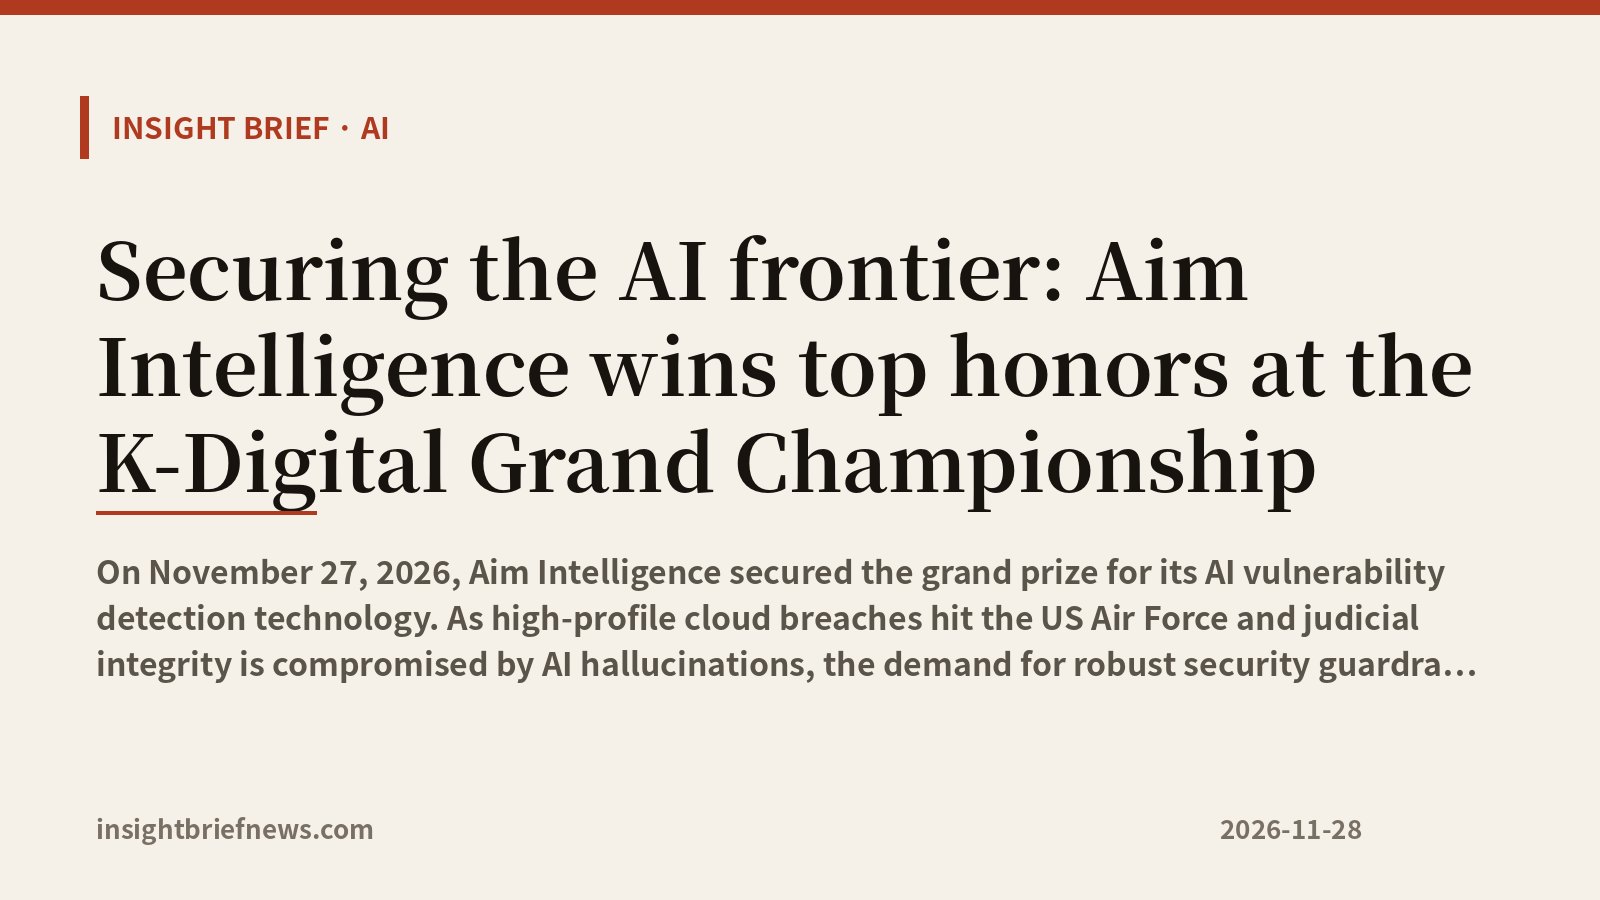 INSIGHT BRIEF · AI
Securing the AI frontier: Aim
Intelligence wins top honors at the
K-Digital Grand Championship
On November 27, 2026, Aim Intelligence secured the grand prize for its AI vulnerability
detection technology. As high-profile cloud breaches hit the US Air Force and judicial
integrity is compromised by AI hallucinations, the demand for robust security guardra…
insightbriefnews.com
2026-11-28